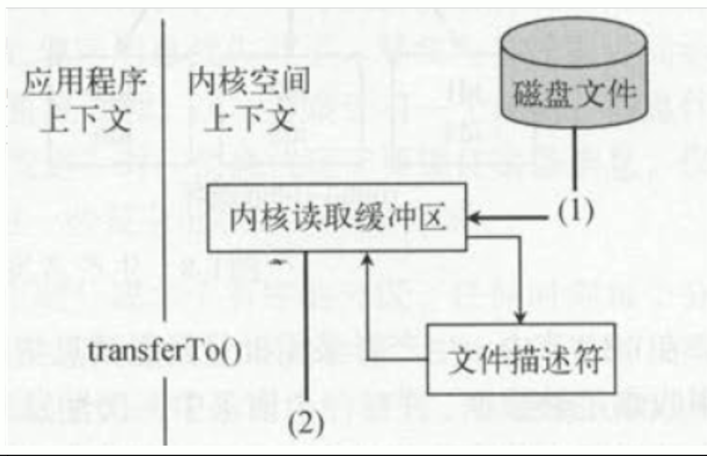 应用程序
上下文
内核空间
上下文
磁盘文件
(1)
内核读取缓冲区
transferTo()
文件描述符
(2)